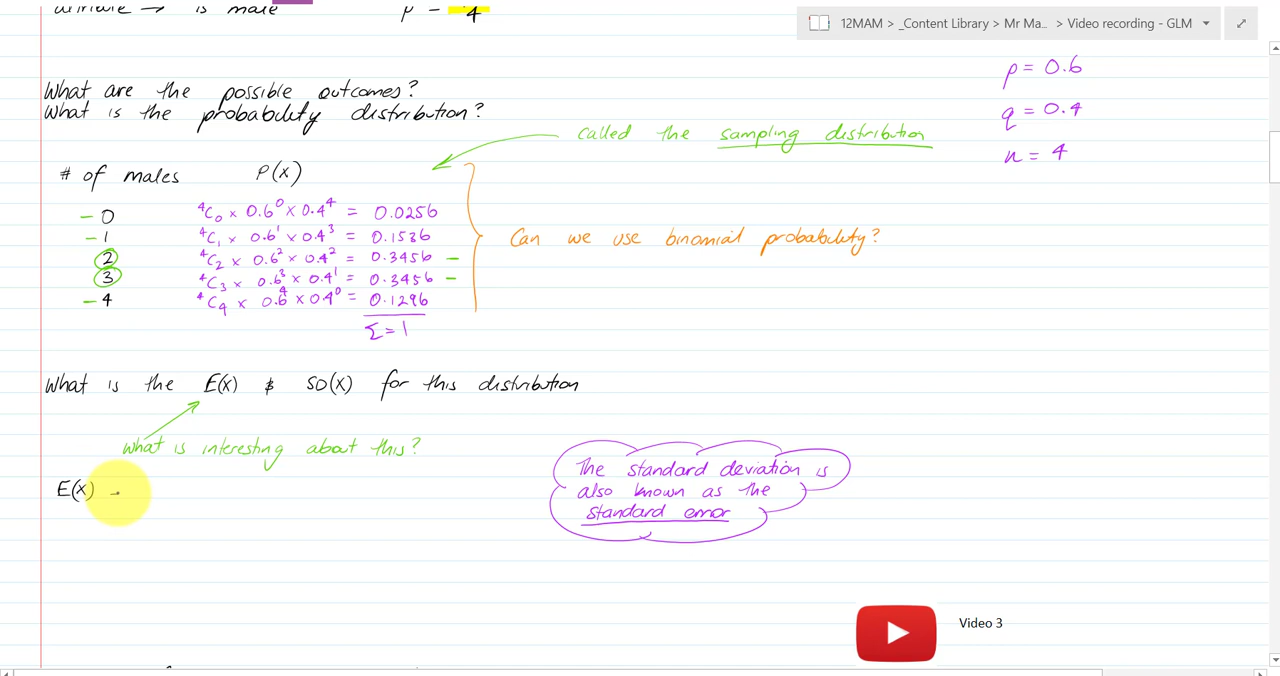 is male p = 4
12MAM > _Content Library > Mr Ma... > Video recording - GLM
p = 0.6
q = 0.4
n = 4
What are the possible outcomes?
What is the probability distribution?
called the sampling distribution
# of males P(X)
– 0 ⁴C₀ × 0.6⁰ × 0.4⁴ = 0.0256
– 1 ⁴C₁ × 0.6¹ × 0.4³ = 0.1536
2 ⁴C₂ × 0.6² × 0.4² = 0.3456 –
3 ⁴C₃ × 0.6³ × 0.4¹ = 0.3456 –
– 4 ⁴C₄ × 0.6⁴ × 0.4⁰ = 0.1296
Σ = 1
Can we use binomial probability?
What is the E(X) & SD(X) for this distribution
What is interesting about this?
E(X) -
The standard deviation is
also known as the
standard error
Video 3